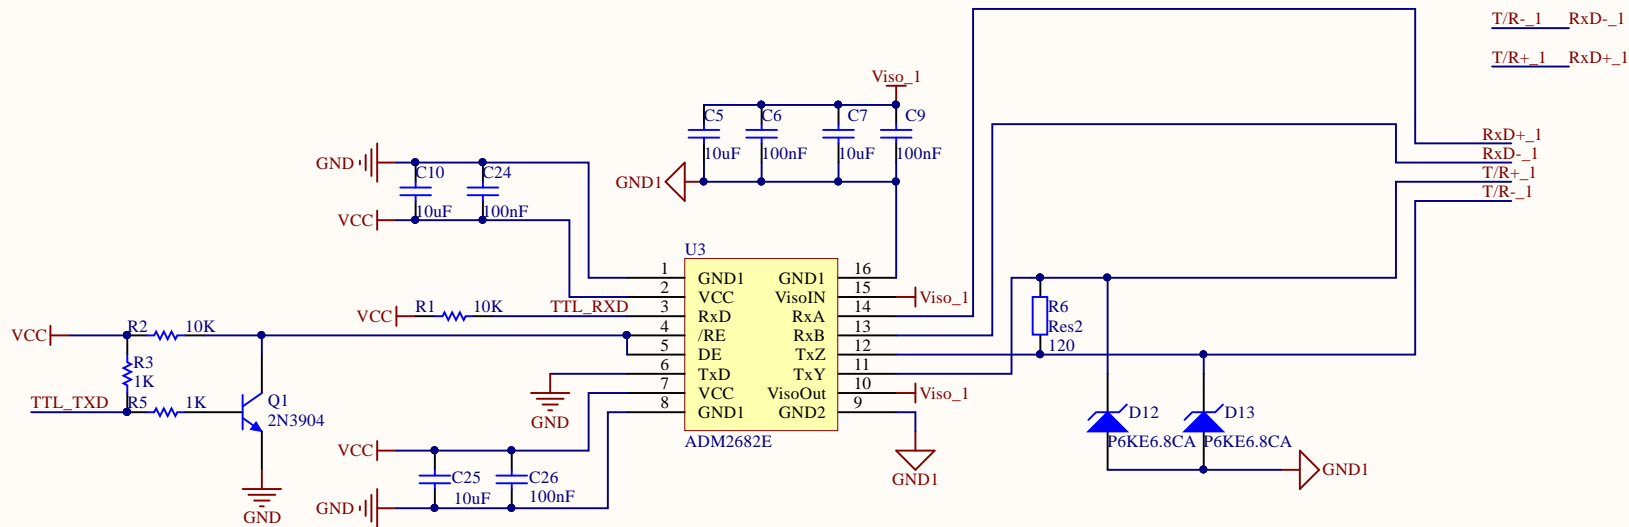 T/R-_1 RxD-_1
T/R+_1 RxD+_1
Viso_1
C5 C6 C7 C9
10uF 100nF 10uF 100nF
GND1
RxD+_1
RxD-_1
T/R+_1
T/R-_1
GND
C10 C24
10uF 100nF
VCC
U3
1 GND1 GND1 16
2 VCC VisoIN 15 Viso_1
VCC R1 10K TTL_RXD 3 RxD RxA 14
VCC R2 10K 4 /RE RxB 13
5 DE TxZ 12
6 TxD TxY 11
7 VCC VisoOut 10 Viso_1
8 GND1 GND2 9
ADM2682E
R6
Res2
120
R3
1K
TTL_TXD R5 1K
Q1
2N3904
GND
GND
VCC
C25 C26
10uF 100nF
GND
GND1
D12 D13
P6KE6.8CA P6KE6.8CA
GND1